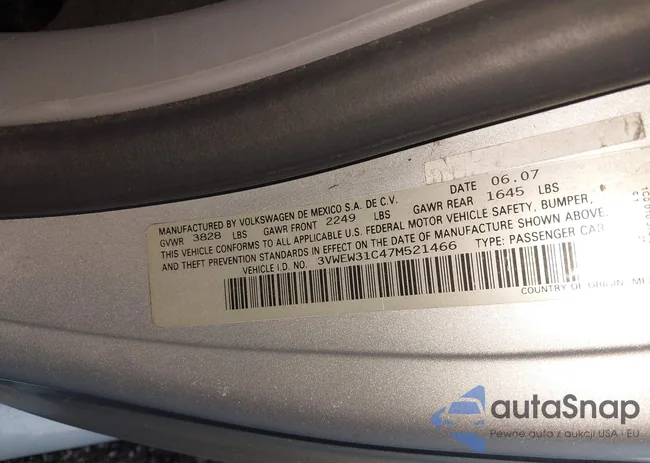 MANUFACTURED BY VOLKSWAGEN DE MEXICO S.A. DE C.V. DATE 06.07
GVWR 3828 LBS GAWR FRONT 2249 LBS GAWR REAR 1645 LBS
THIS VEHICLE CONFORMS TO ALL APPLICABLE U.S. FEDERAL MOTOR VEHICLE SAFETY, BUMPER,
AND THEFT PREVENTION STANDARDS IN EFFECT ON THE DATE OF MANUFACTURE SHOWN ABOVE.
VEHICLE I.D. NO. 3VWEW31C47M521466 TYPE: PASSENGER CAR
COUNTRY OF ORIGIN:
autaSnap
Pewne auta z aukcji USA i EU